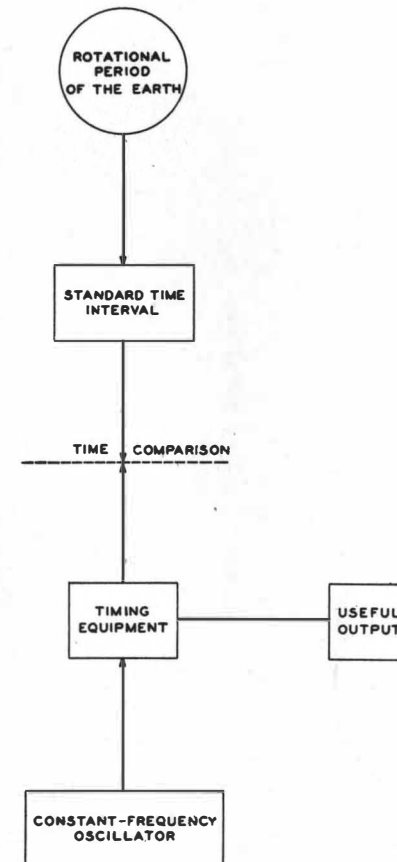 ROTATIONAL
PERIOD
OF THE EARTH
STANDARD TIME
INTERVAL
TIME COMPARISON
TIMING
EQUIPMENT
USEFUL
OUTPUT
CONSTANT-FREQUENCY
OSCILLATOR